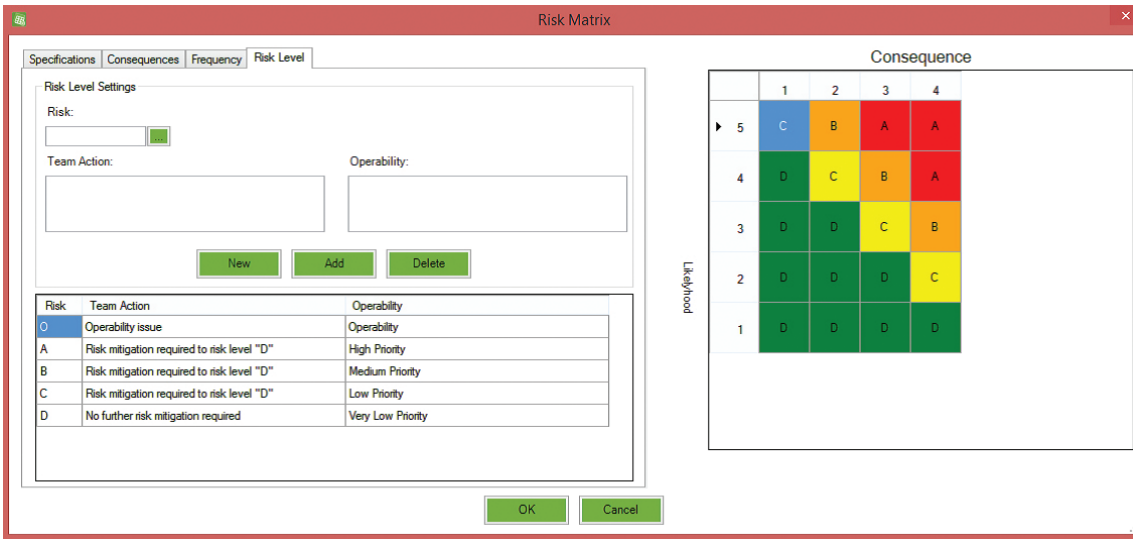 Risk Matrix
×
Specifications Consequences Frequency Risk Level
Risk Level Settings
Risk:
...
Team Action: Operability:
New Add Delete
Risk Team Action Operability
O Operability issue Operability
A Risk mitigation required to risk level "D" High Priority
B Risk mitigation required to risk level "D" Medium Priority
C Risk mitigation required to risk level "D" Low Priority
D No further risk mitigation required Very Low Priority
OK Cancel
Consequence
1 2 3 4
5 C B A A
4 D C B A
3 D D C B
2 D D D C
1 D D D D
Likelyhood